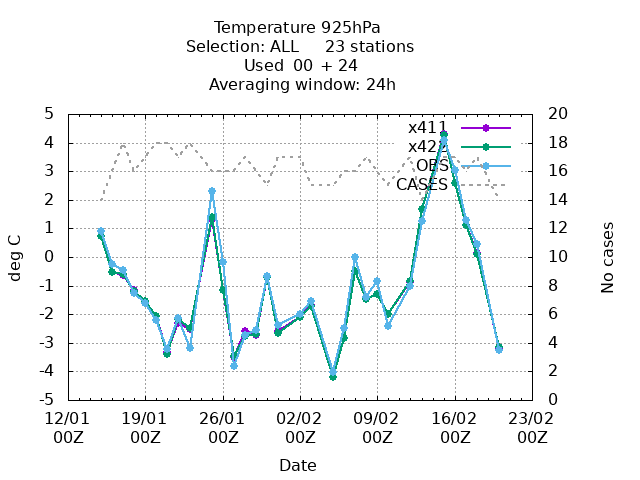 Temperature 925hPa
Selection: ALL 23 stations
Used 00 + 24
Averaging window: 24h
5 20
4 18
3 16
2 14
1 12
0 10
-1 8
-2 6
-3 4
-4 2
-5 0
x411
x422
OBS
CASES
deg C
No cases
12/01 19/01 26/01 02/02 09/02 16/02 23/02
00Z 00Z 00Z 00Z 00Z 00Z 00Z
Date